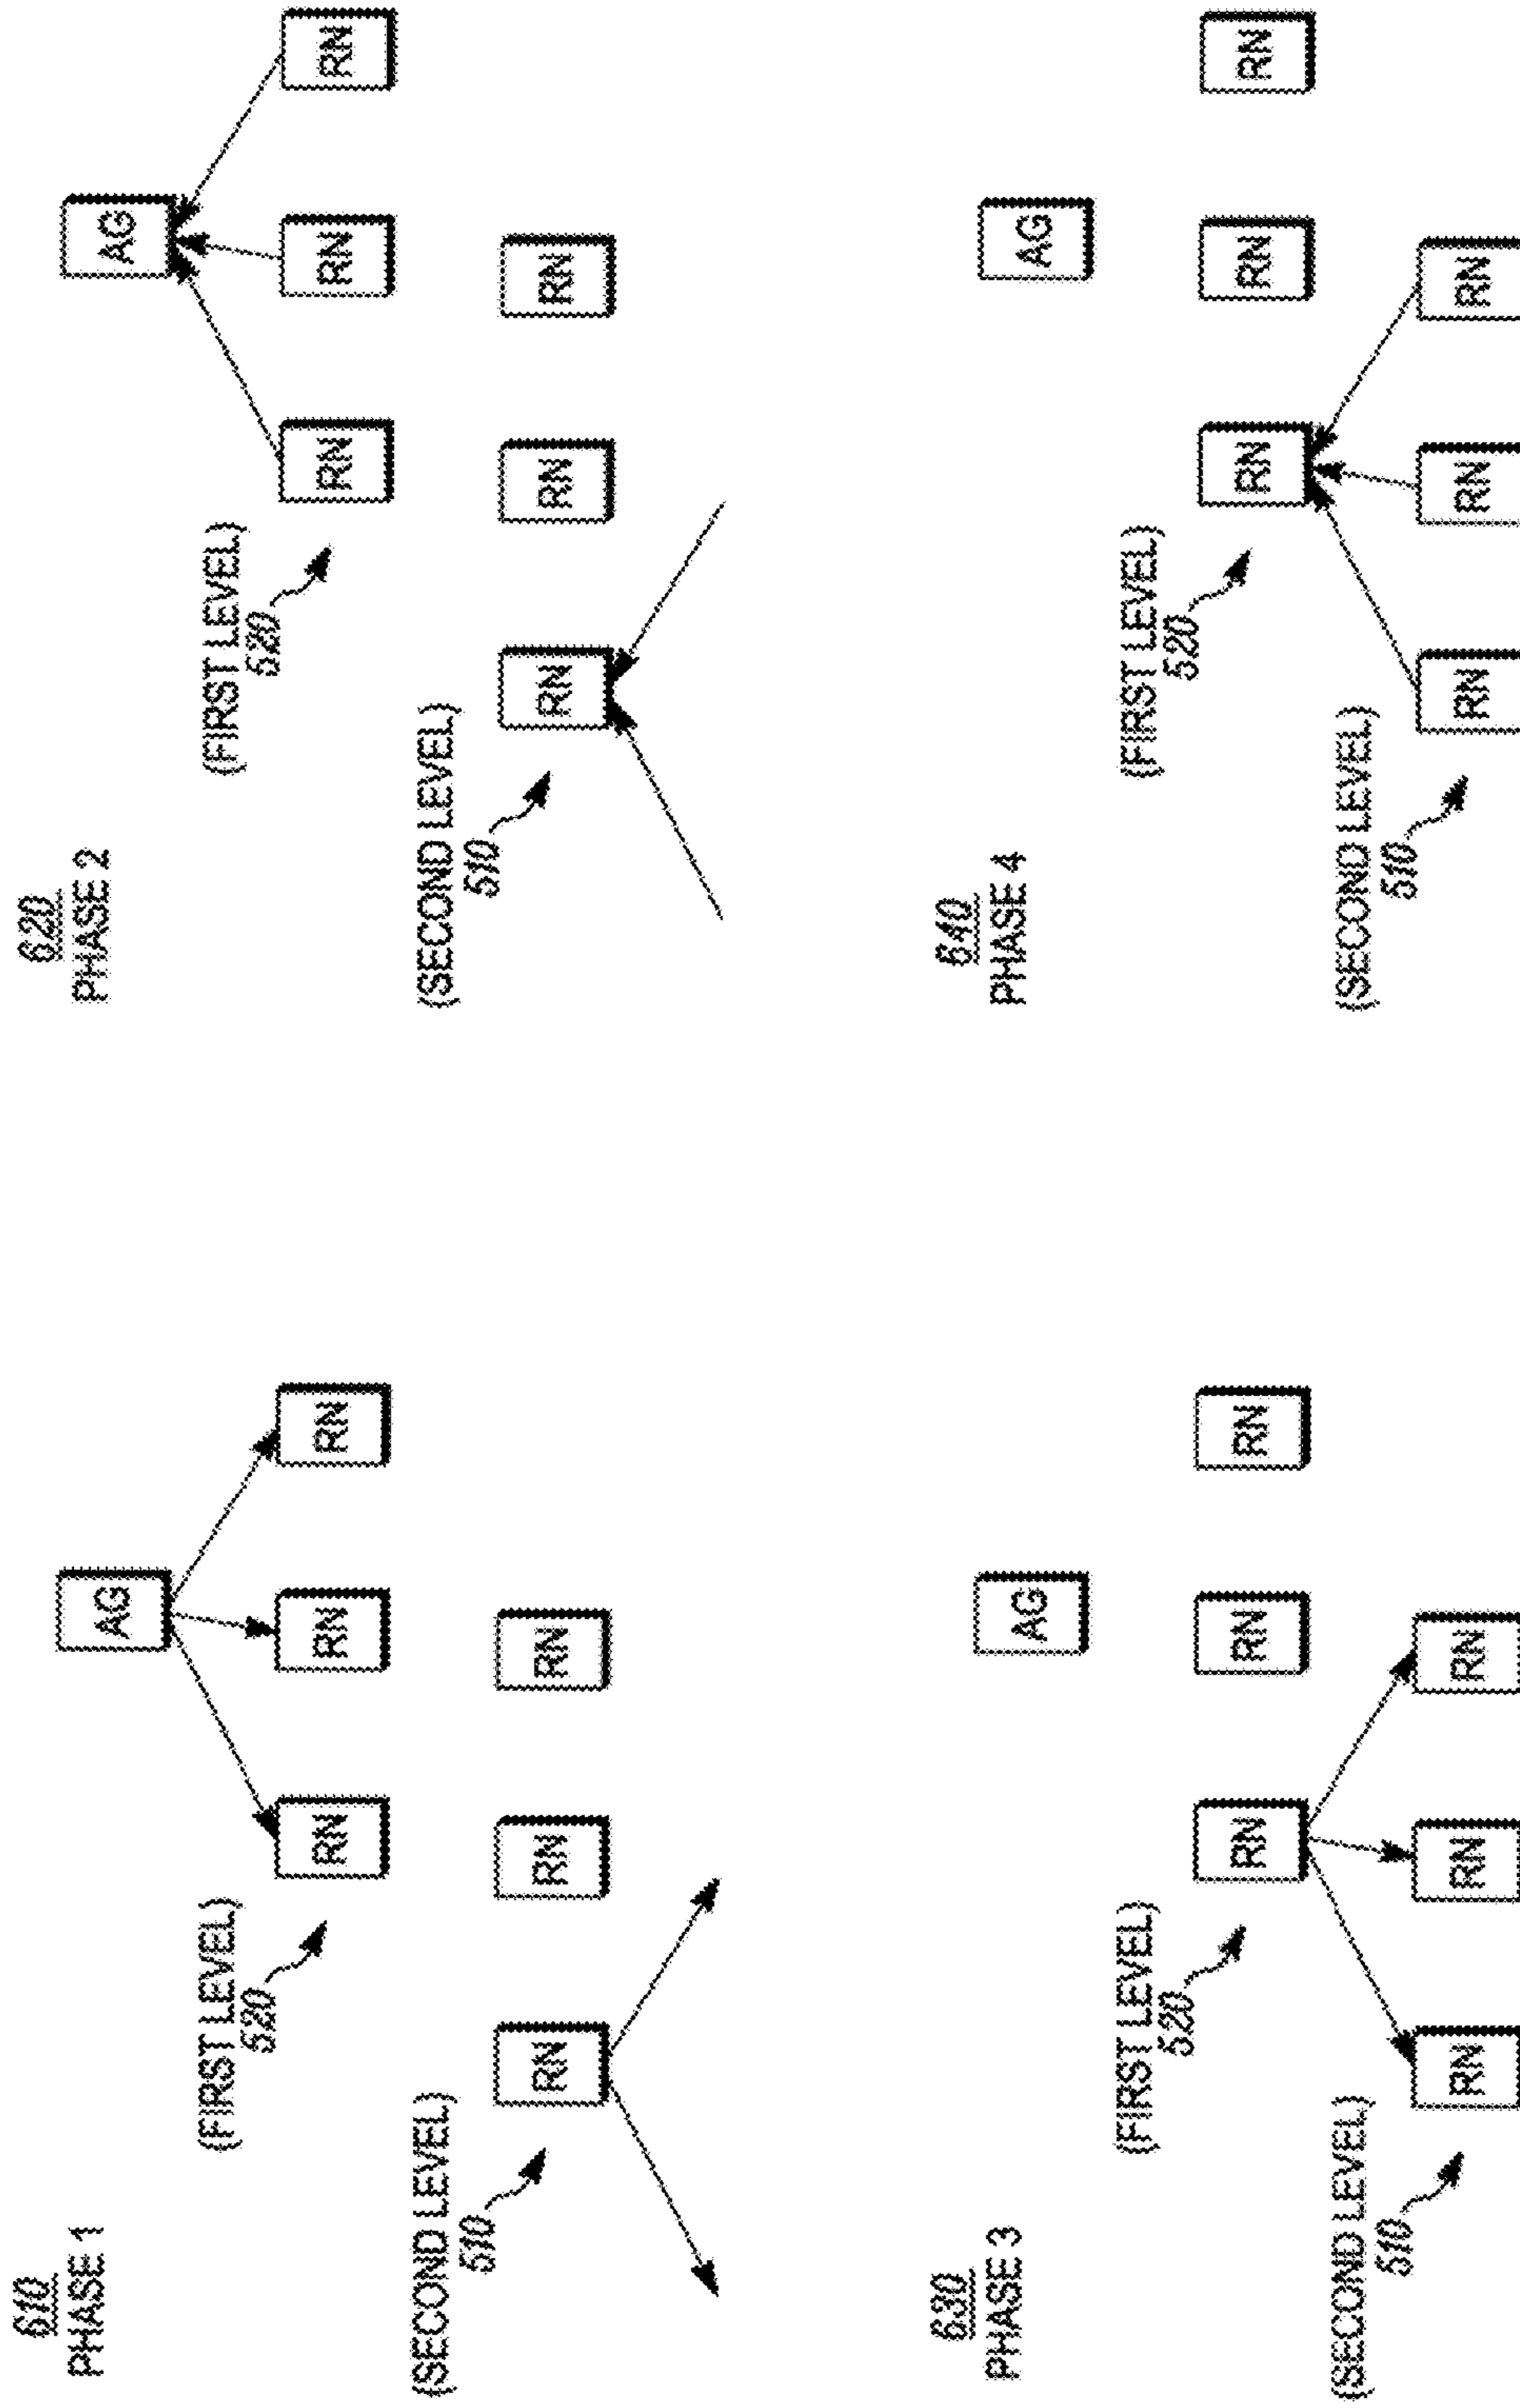 610
PHASE 1
AG
(FIRST LEVEL)
520
RN RN RN
(SECOND LEVEL)
510
RN RN RN
620
PHASE 2
AG
(FIRST LEVEL)
520
RN RN RN
(SECOND LEVEL)
510
RN RN RN
630
PHASE 3
AG
(FIRST LEVEL)
520
RN RN RN
(SECOND LEVEL)
510
RN RN RN
640
PHASE 4
AG
(FIRST LEVEL)
520
RN RN RN
(SECOND LEVEL)
510
RN RN RN